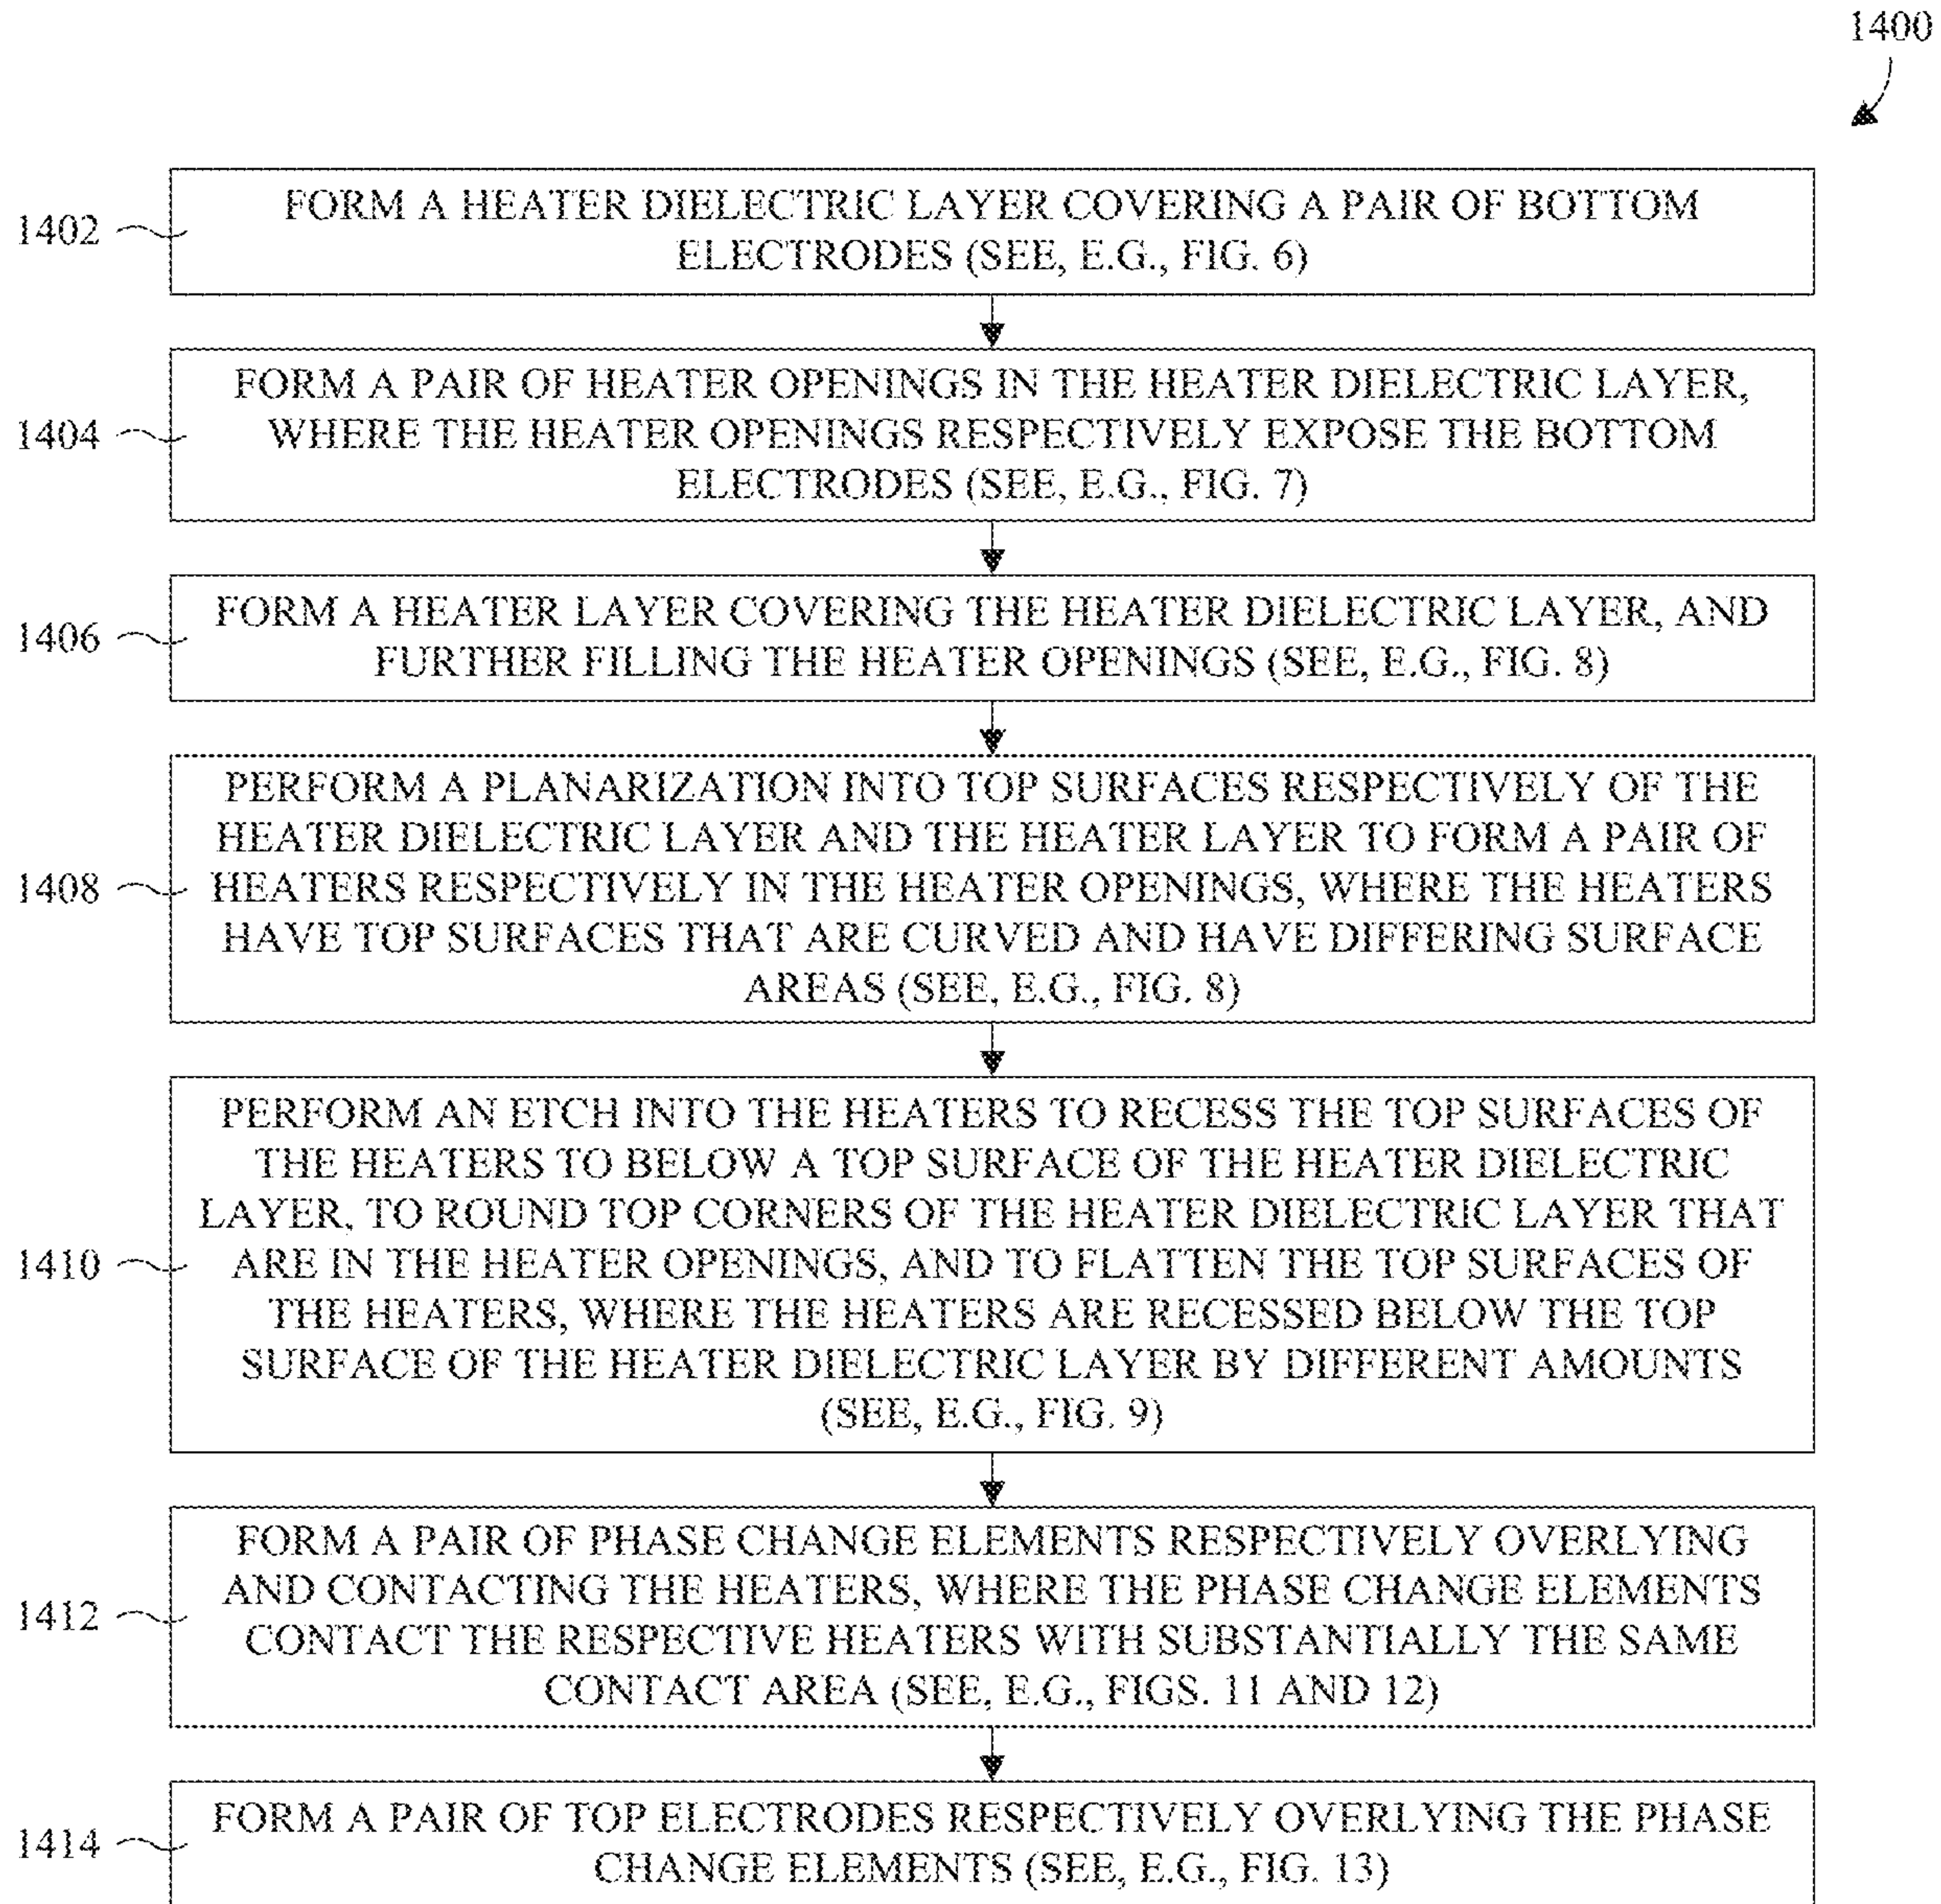 1400
1402
FORM A HEATER DIELECTRIC LAYER COVERING A PAIR OF BOTTOM
ELECTRODES (SEE, E.G., FIG. 6)
1404
FORM A PAIR OF HEATER OPENINGS IN THE HEATER DIELECTRIC LAYER,
WHERE THE HEATER OPENINGS RESPECTIVELY EXPOSE THE BOTTOM
ELECTRODES (SEE, E.G., FIG. 7)
1406
FORM A HEATER LAYER COVERING THE HEATER DIELECTRIC LAYER, AND
FURTHER FILLING THE HEATER OPENINGS (SEE, E.G., FIG. 8)
1408
PERFORM A PLANARIZATION INTO TOP SURFACES RESPECTIVELY OF THE
HEATER DIELECTRIC LAYER AND THE HEATER LAYER TO FORM A PAIR OF
HEATERS RESPECTIVELY IN THE HEATER OPENINGS, WHERE THE HEATERS
HAVE TOP SURFACES THAT ARE CURVED AND HAVE DIFFERING SURFACE
AREAS (SEE, E.G., FIG. 8)
1410
PERFORM AN ETCH INTO THE HEATERS TO RECESS THE TOP SURFACES OF
THE HEATERS TO BELOW A TOP SURFACE OF THE HEATER DIELECTRIC
LAYER, TO ROUND TOP CORNERS OF THE HEATER DIELECTRIC LAYER THAT
ARE IN THE HEATER OPENINGS, AND TO FLATTEN THE TOP SURFACES OF
THE HEATERS, WHERE THE HEATERS ARE RECESSED BELOW THE TOP
SURFACE OF THE HEATER DIELECTRIC LAYER BY DIFFERENT AMOUNTS
(SEE, E.G., FIG. 9)
1412
FORM A PAIR OF PHASE CHANGE ELEMENTS RESPECTIVELY OVERLYING
AND CONTACTING THE HEATERS, WHERE THE PHASE CHANGE ELEMENTS
CONTACT THE RESPECTIVE HEATERS WITH SUBSTANTIALLY THE SAME
CONTACT AREA (SEE, E.G., FIGS. 11 AND 12)
1414
FORM A PAIR OF TOP ELECTRODES RESPECTIVELY OVERLYING THE PHASE
CHANGE ELEMENTS (SEE, E.G., FIG. 13)